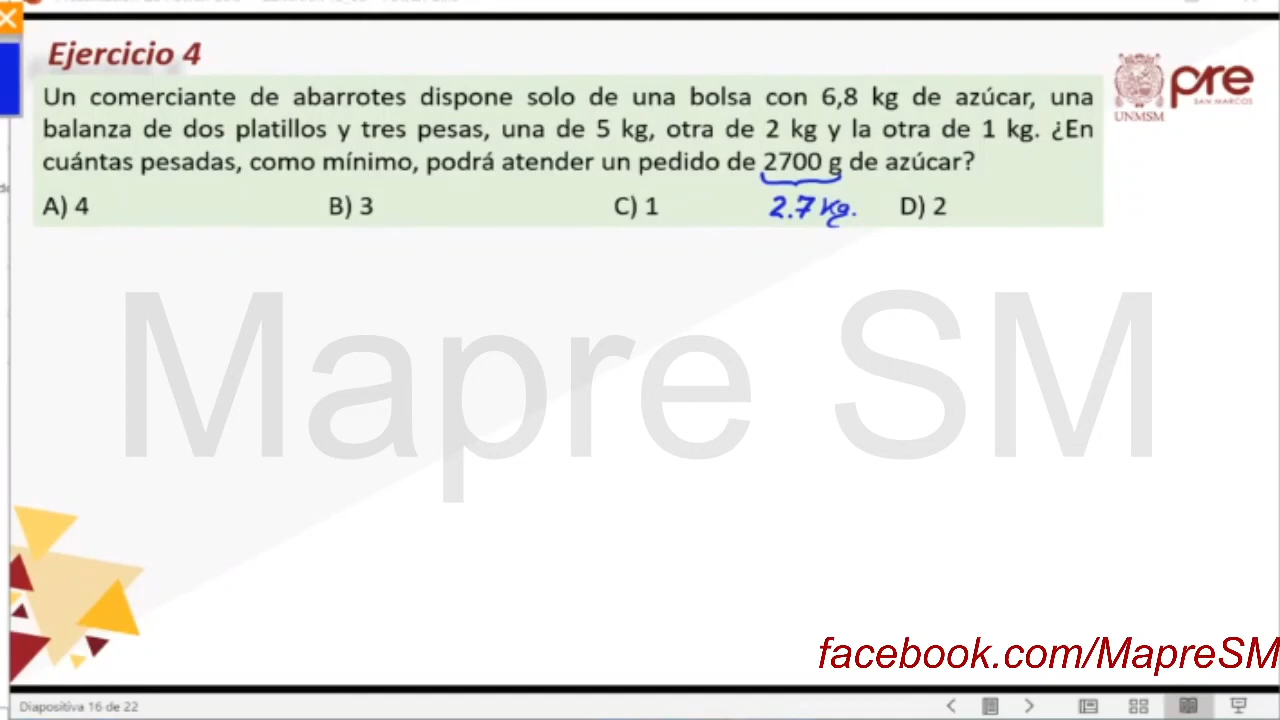 Ejercicio 4
Un comerciante de abarrotes dispone solo de una bolsa con 6,8 kg de azúcar, una
balanza de dos platillos y tres pesas, una de 5 kg, otra de 2 kg y la otra de 1 kg. ¿En
cuántas pesadas, como mínimo, podrá atender un pedido de 2700 g de azúcar?
A) 4 B) 3 C) 1 D) 2
2.7 kg.
UNMSM
pre
SAN MARCOS
Mapre SM
facebook.com/MapreSM
Diapositiva 16 de 22